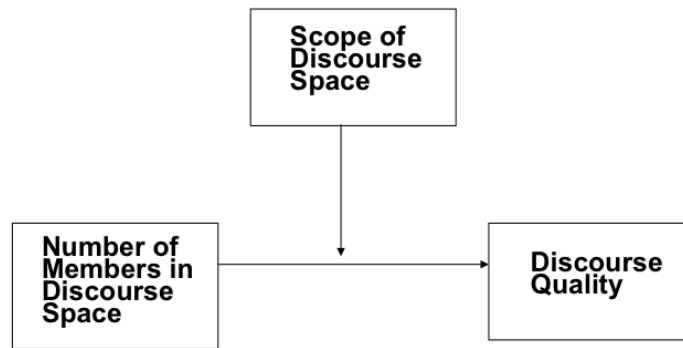 Scope of
Discourse
Space
Number of
Members in
Discourse
Space
Discourse
Quality